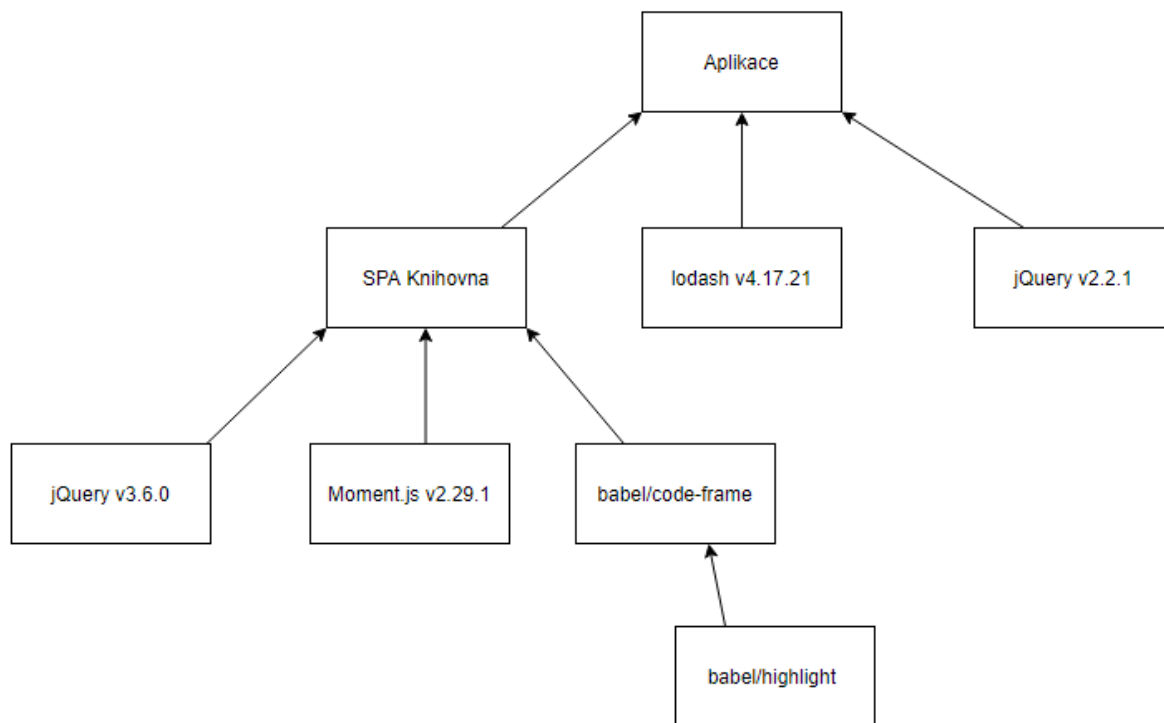 Aplikace
SPA Knihovna
lodash v4.17.21
jQuery v2.2.1
jQuery v3.6.0
Moment.js v2.29.1
babel/code-frame
babel/highlight